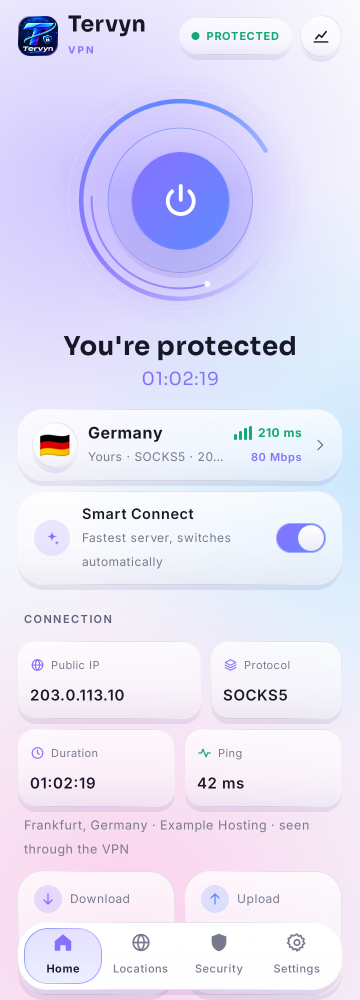 Tervyn
VPN
PROTECTED
Tervyn
You're protected
01:02:19
Germany
210 ms
Yours · SOCKS5 · 20...
80 Mbps
Smart Connect
Fastest server, switches
automatically
CONNECTION
Public IP
Protocol
203.0.113.10
SOCKS5
Duration
Ping
01:02:19
42 ms
Frankfurt, Germany · Example Hosting · seen
through the VPN
Download
Upload
Home
Locations
Security
Settings